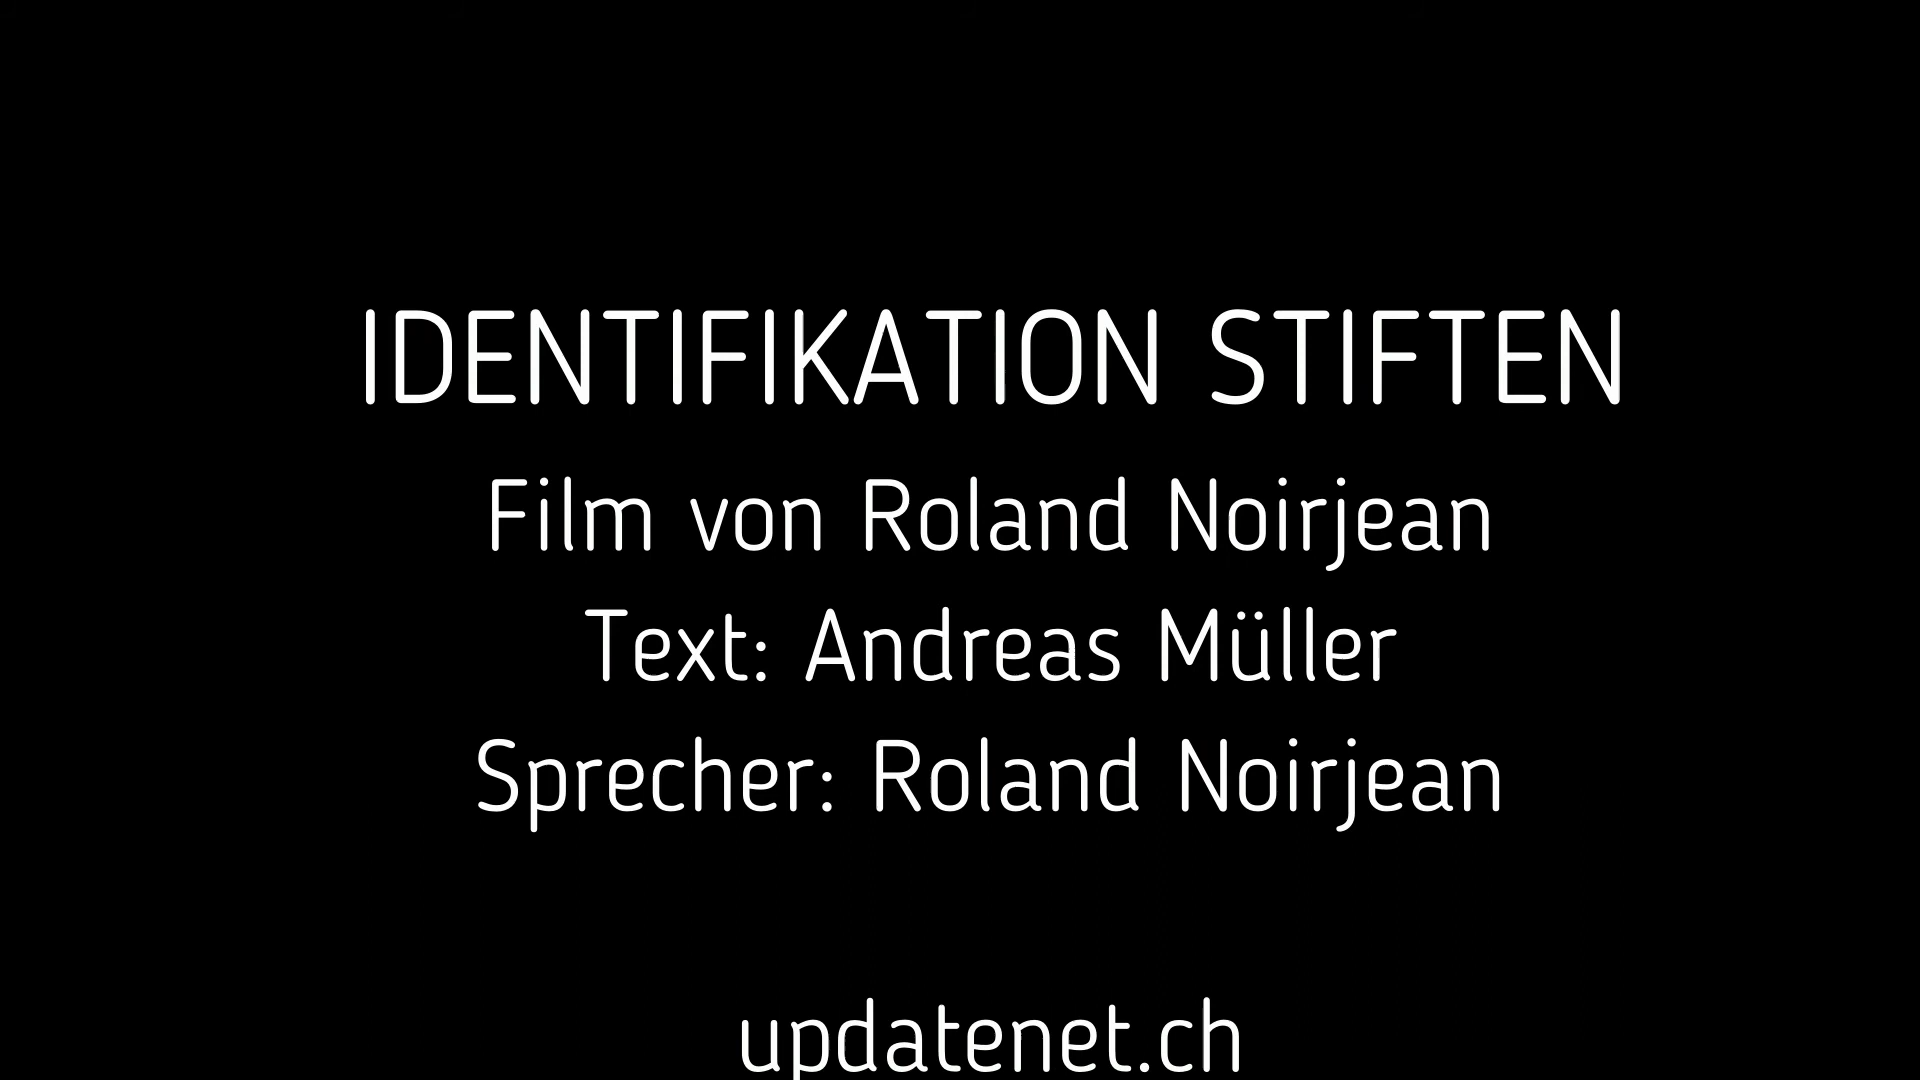 IDENTIFIKATION STIFTEN
Film von Roland Noirjean
Text: Andreas Müller
Sprecher: Roland Noirjean
updatenet.ch